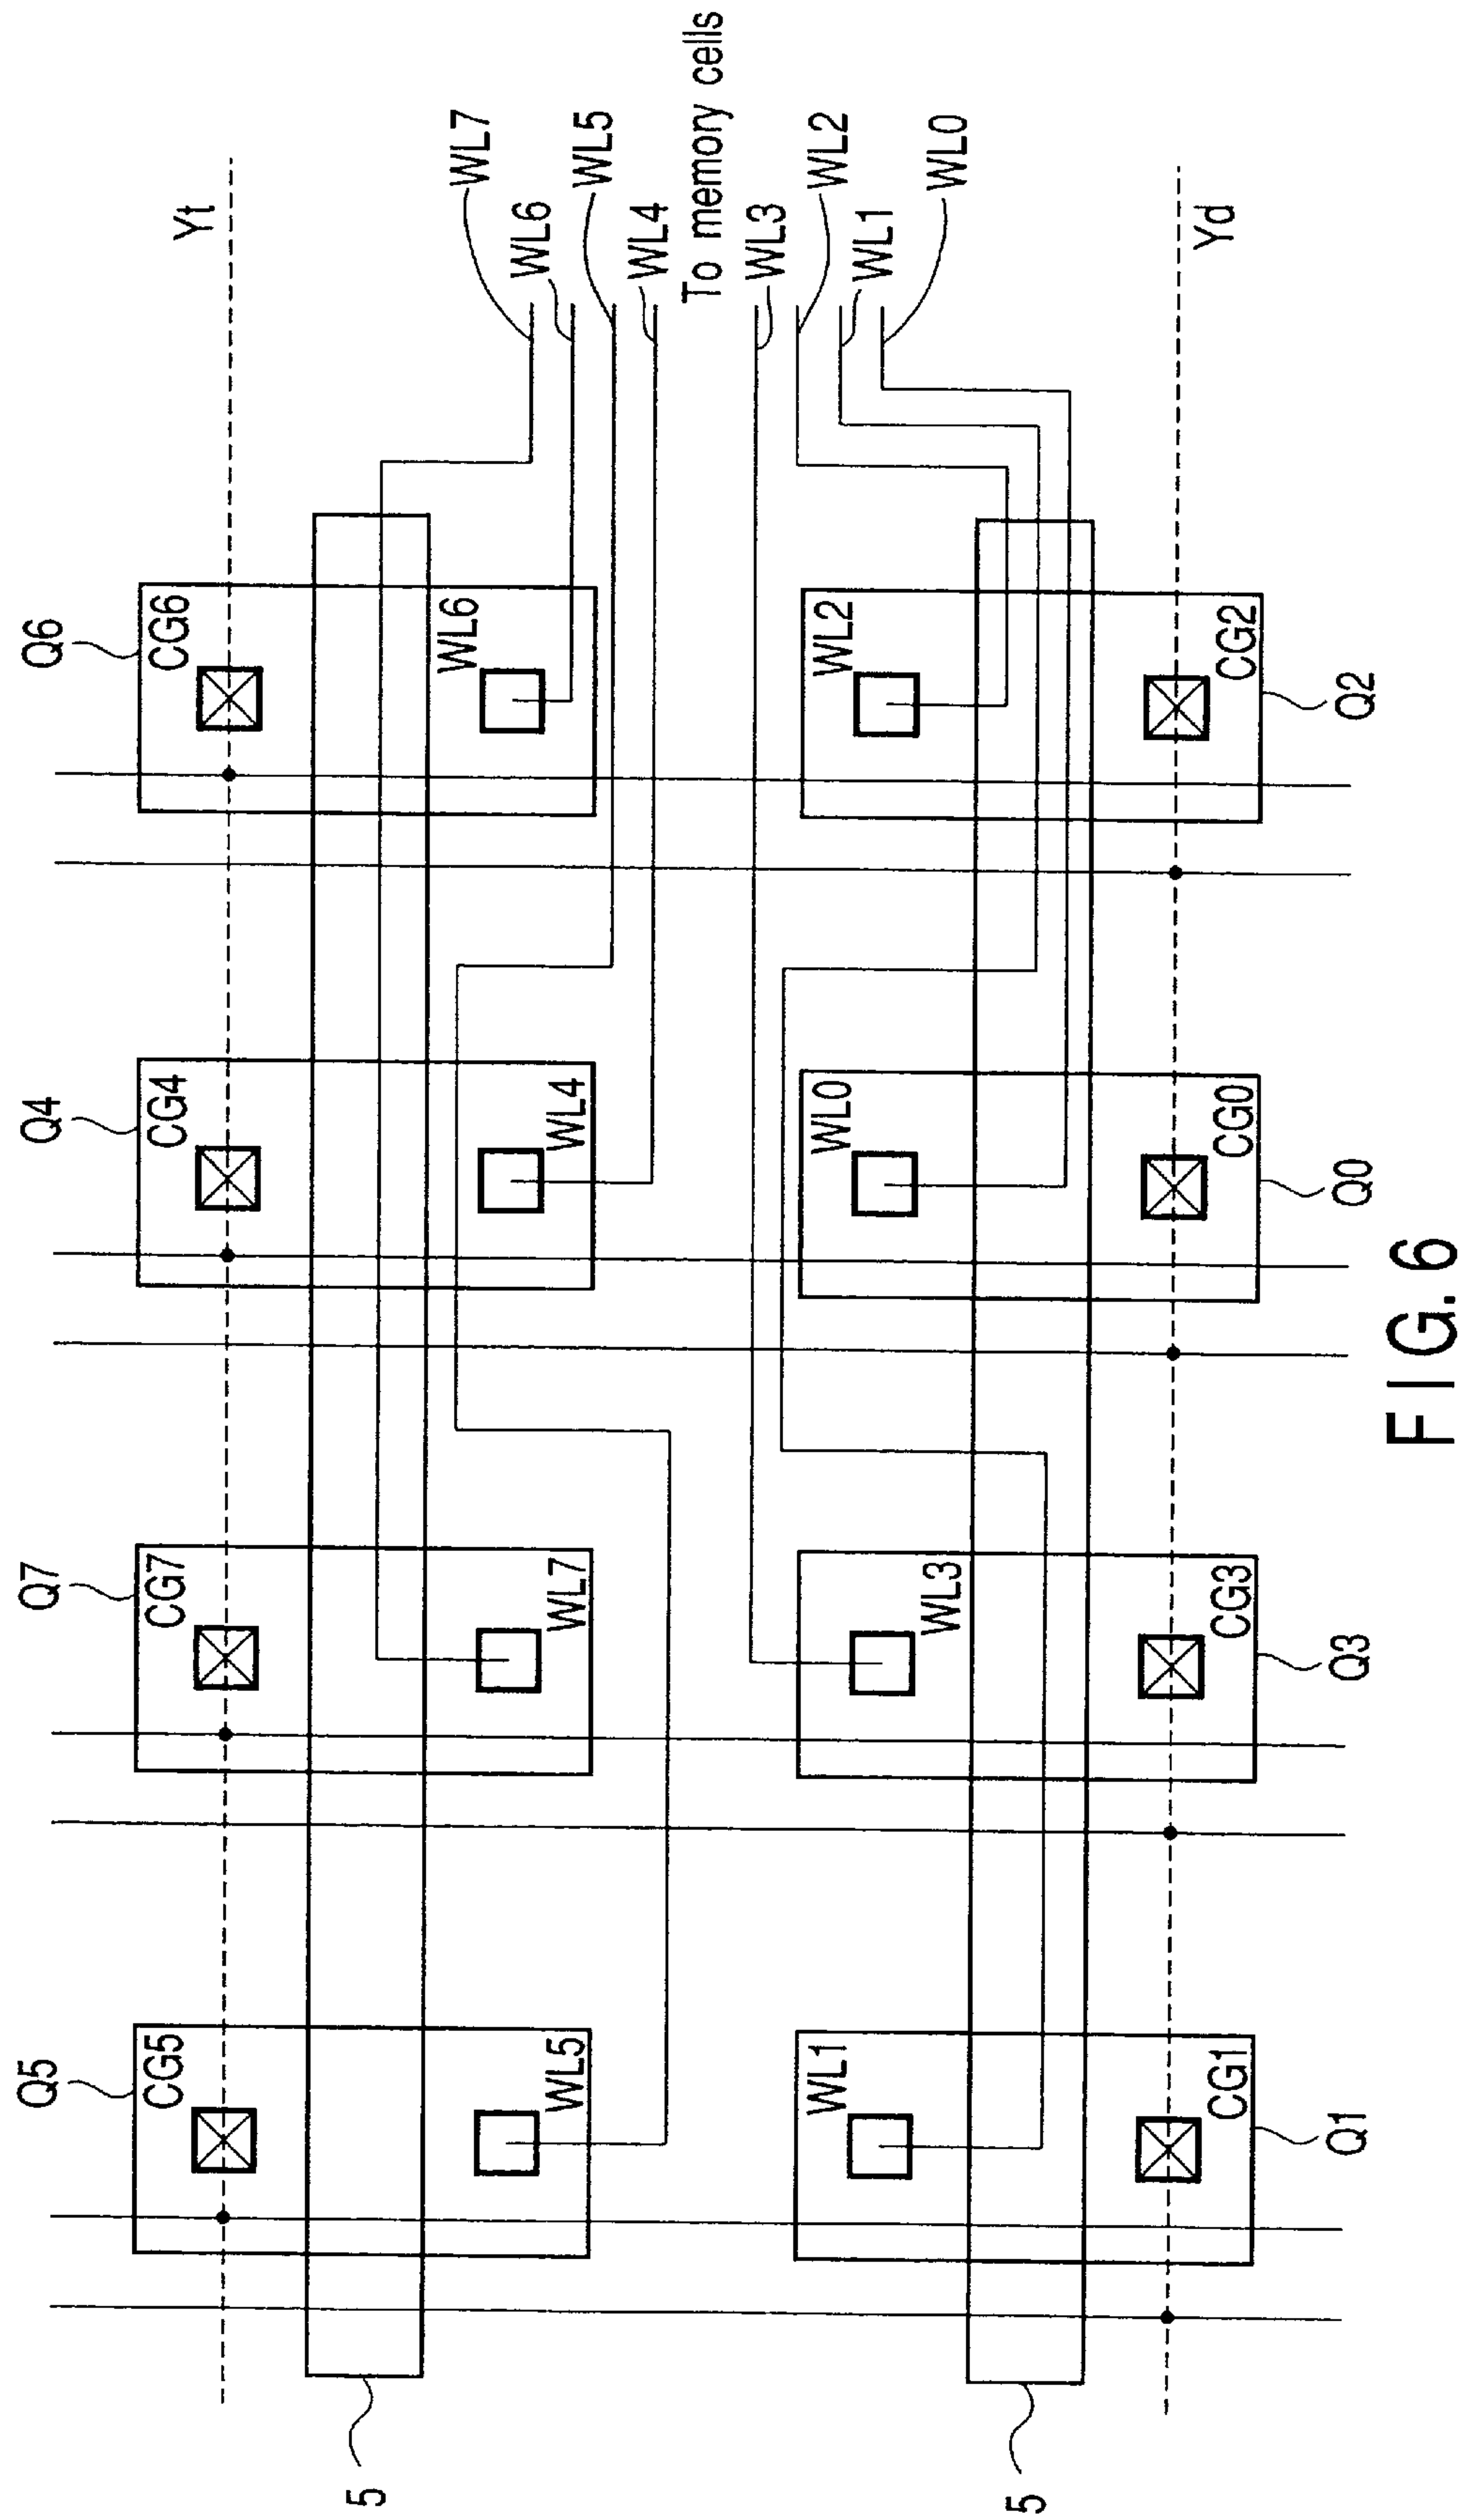 Q5 Q7 Q4 Q6
CG5 CG7 CG4 CG6 Yt
5
WL6 WL7
WL6
WL5 WL7 WL4 WL5
WL4
To memory cells
WL3
WL1 WL0 WL2 WL2
WL1
WL3 WL0
5
CG1 CG3 CG0 CG2 Yd
Q1 Q3 Q0 Q2
FIG. 6